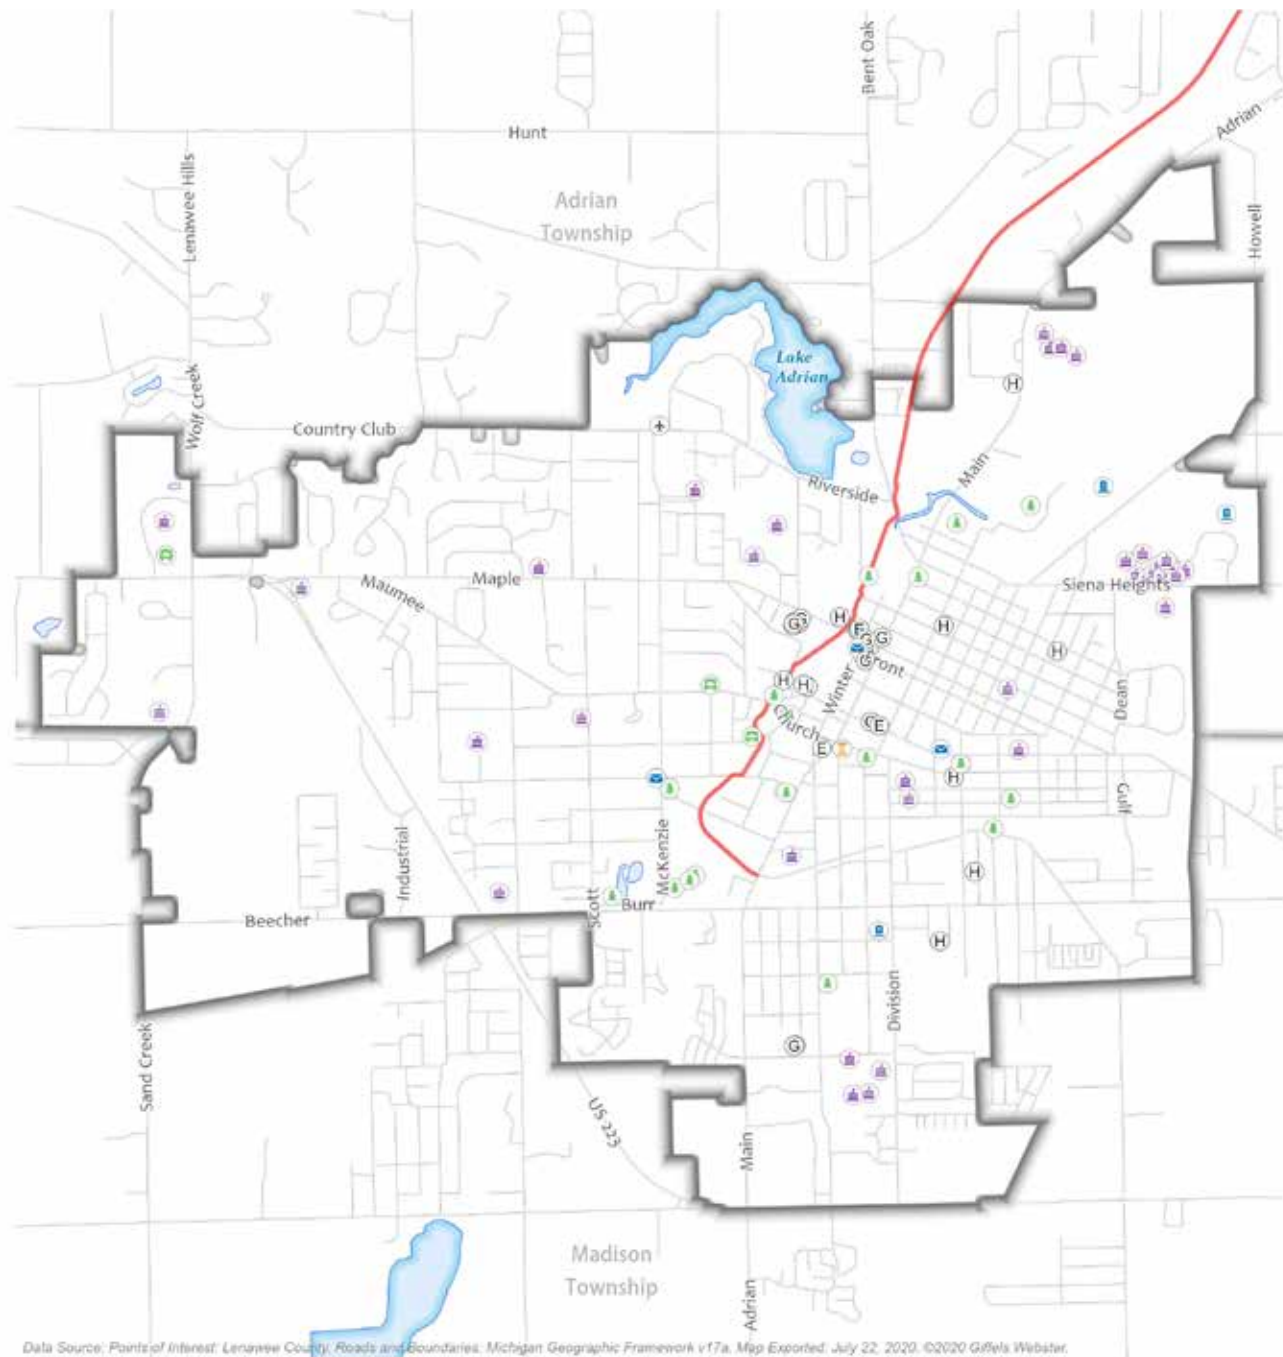 Bent Oak
Hunt
Adrian
Lenawee Hills
Adrian
Township
Howell
Lake
Adrian
Wolf Creek
Country Club
H
Main
Riverside
Maple
Siena Heights
Maumee
H
G
G
F
G
G
H
G
Front
H
H
H
Winter
Dean
Church
E
E
H
Gulf
Industrial
McKenzie
H
Scott
Burr
Beecher
H
Division
Sand Creek
G
US-223
Main
Madison
Township
Adrian
Data Source: Points of Interest: Lenawee County. Roads and Boundaries: Michigan Geographic Framework v17a. Map Exported: July 22, 2020. ©2020 Giffels Webster.